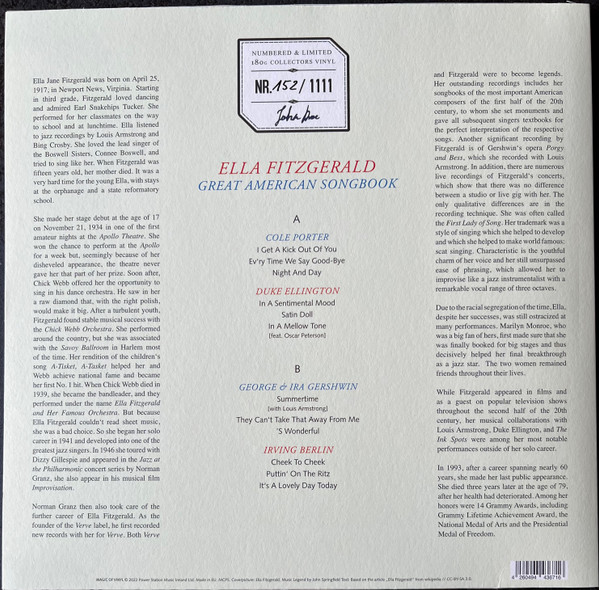 NUMBERED & LIMITED
180G COLLECTORS VINYL
NR. 152 / 1111
Ella Jane Fitzgerald was born on April 25,
1917, in Newport News, Virginia. Starting
in third grade, Fitzgerald loved dancing
and admired Earl Snakehips Tucker. She
performed for her classmates on the way
to school and at lunchtime. Ella listened
to jazz recordings by Louis Armstrong and
Bing Crosby. She loved the lead singer of
the Boswell Sisters, Connee Boswell, and
tried to sing like her. When Fitzgerald was
fifteen years old, her mother died. It was a
very hard time for the young Ella, with stays
at the orphanage and a state reformatory
school.
She made her stage debut at the age of 17
on November 21, 1934 in one of the first
amateur nights at the Apollo Theatre. She
won the chance to perform at the Apollo
for a week but, seemingly because of her
disheveled appearance, the theatre never
gave her that part of her prize. Soon after,
Chick Webb offered her the opportunity to
sing in his dance orchestra. He saw in her
a raw diamond that, with the right polish,
would make it big. After a turbulent youth,
Fitzgerald found stable musical success with
the Chick Webb Orchestra. She performed
around the country, but she was associated
with the Savoy Ballroom in Harlem most
of the time. Her rendition of the children's
song A-Tisket, A-Tasket helped her and
Webb achieve national fame and became
her first No. 1 hit. When Chick Webb died in
1939, she became the bandleader, and they
performed under the name Ella Fitzgerald
and Her Famous Orchestra. But because
Ella Fitzgerald couldn't read sheet music,
she was a bad choice. So she began her solo
career in 1941 and developed into one of the
greatest jazz singers. In 1946 she toured with
Dizzy Gillespie and appeared in the Jazz at
the Philharmonic concert series by Norman
Granz, she also appear in his musical film
Improvisation.
Norman Granz then also took care of the
further career of Ella Fitzgerald. As the
founder of the Verve label, he first recorded
new records with her for Verve. Both Verve
ELLA FITZGERALD
GREAT AMERICAN SONGBOOK
A
COLE PORTER
I Get A Kick Out Of You
Ev'ry Time We Say Good-Bye
Night And Day
DUKE ELLINGTON
In A Sentimental Mood
Satin Doll
In A Mellow Tone
(feat. Oscar Peterson)
B
GEORGE & IRA GERSHWIN
Summertime
(with Louis Armstrong)
They Can't Take That Away From Me
'S Wonderful
IRVING BERLIN
Cheek To Cheek
Puttin' On The Ritz
It's A Lovely Day Today
and Fitzgerald were to become legends.
Her outstanding recordings includes her
songbooks of the most important American
composers of the first half of the 20th
century, to whom she set monuments and
gave all subsequent singers textbooks for
the perfect interpretation of the respective
songs. Another significant recording by
Fitzgerald is of Gershwin's opera Porgy
and Bess, which she recorded with Louis
Armstrong. In addition, there are numerous
live recordings of Fitzgerald's concerts,
which show that there was no difference
between a studio or live gig with her. The
only qualitative differences are in the
recording technique. She was often called
the First Lady of Song. Her trademark was a
style of singing which she helped to develop
and which she helped to make world famous:
scat singing. Characteristic is the youthful
charm of her voice and her still unsurpassed
ease of phrasing, which allowed her to
improvise like a jazz instrumentalist with a
remarkable vocal range of three octaves.
Due to the racial segregation of the time, Ella,
despite her successes, was still ostracized at
many performances. Marilyn Monroe, who
was a big fan of hers, first made sure that she
was finally booked for big stages and thus
decisively helped her final breakthrough
as a jazz star. The two women remained
friends throughout their lives.
While Fitzgerald appeared in films and
as a guest on popular television shows
throughout the second half of the 20th
century, her musical collaborations with
Louis Armstrong, Duke Ellington, and The
Ink Spots were among her most notable
performances outside of her solo career.
In 1993, after a career spanning nearly 60
years, she made her last public appearance.
She died three years later at the age of 79,
after her health had deteriorated. Among her
honors were 14 Grammy Awards, including
Grammy Lifetime Achievement Award, the
National Medal of Arts and the Presidential
Medal of Freedom.
4 260494 436716